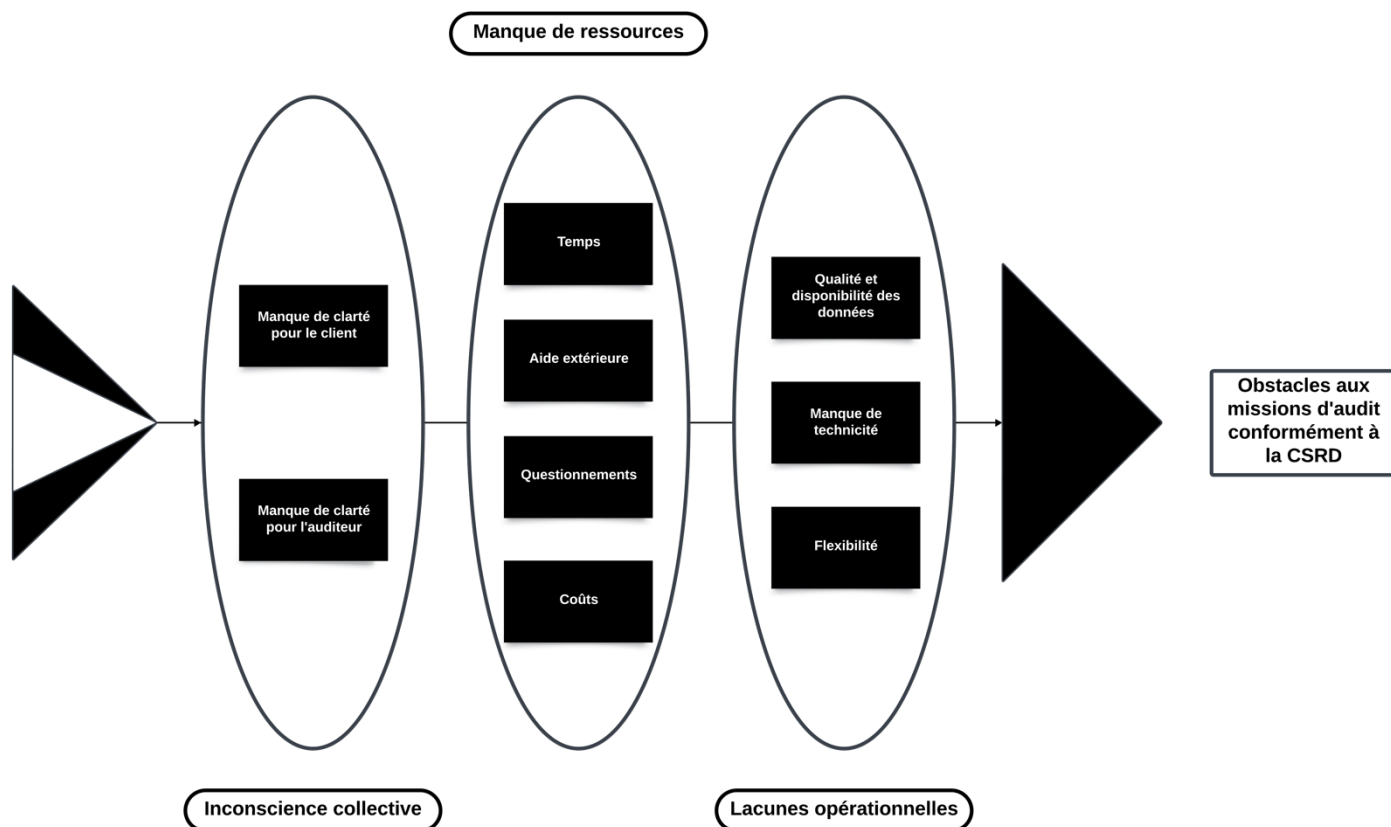 Manque de ressources
Manque de clarté
pour le client
Manque de clarté
pour l'auditeur
Inconscience collective
Temps
Aide extérieure
Questionnements
Coûts
Qualité et
disponibilité des
données
Manque de
technicité
Flexibilité
Lacunes opérationnelles
Obstacles aux
missions d'audit
conformément à
la CSRD